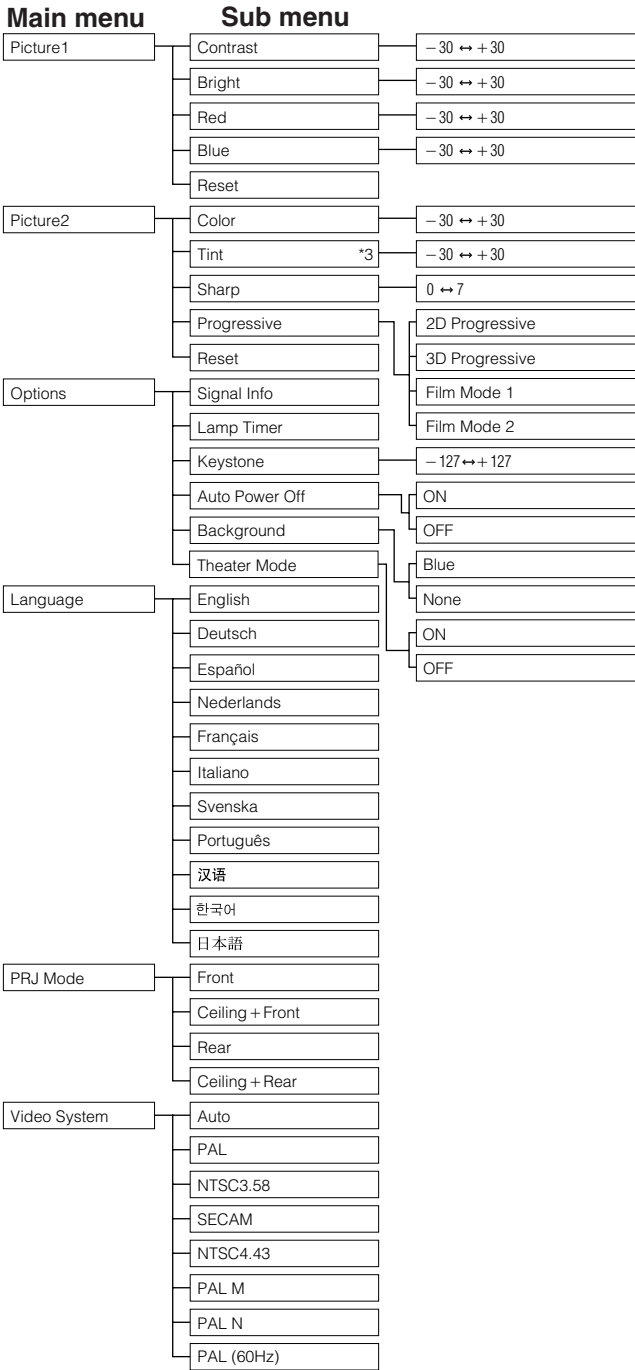 Main menu Sub menu
Picture1 Contrast −30 ↔ +30
Bright −30 ↔ +30
Red −30 ↔ +30
Blue −30 ↔ +30
Reset
Picture2 Color −30 ↔ +30
Tint *3 −30 ↔ +30
Sharp 0 ↔ 7
Progressive 2D Progressive
Reset 3D Progressive
Options Signal Info Film Mode 1
Lamp Timer Film Mode 2
Keystone −127↔+127
Auto Power Off ON
Background OFF
Theater Mode Blue
Language English None
Deutsch ON
Español OFF
Nederlands
Français
Italiano
Svenska
Português
汉语
한국어
日本語
PRJ Mode Front
Ceiling+Front
Rear
Ceiling+Rear
Video System Auto
PAL
NTSC3.58
SECAM
NTSC4.43
PAL M
PAL N
PAL (60Hz)